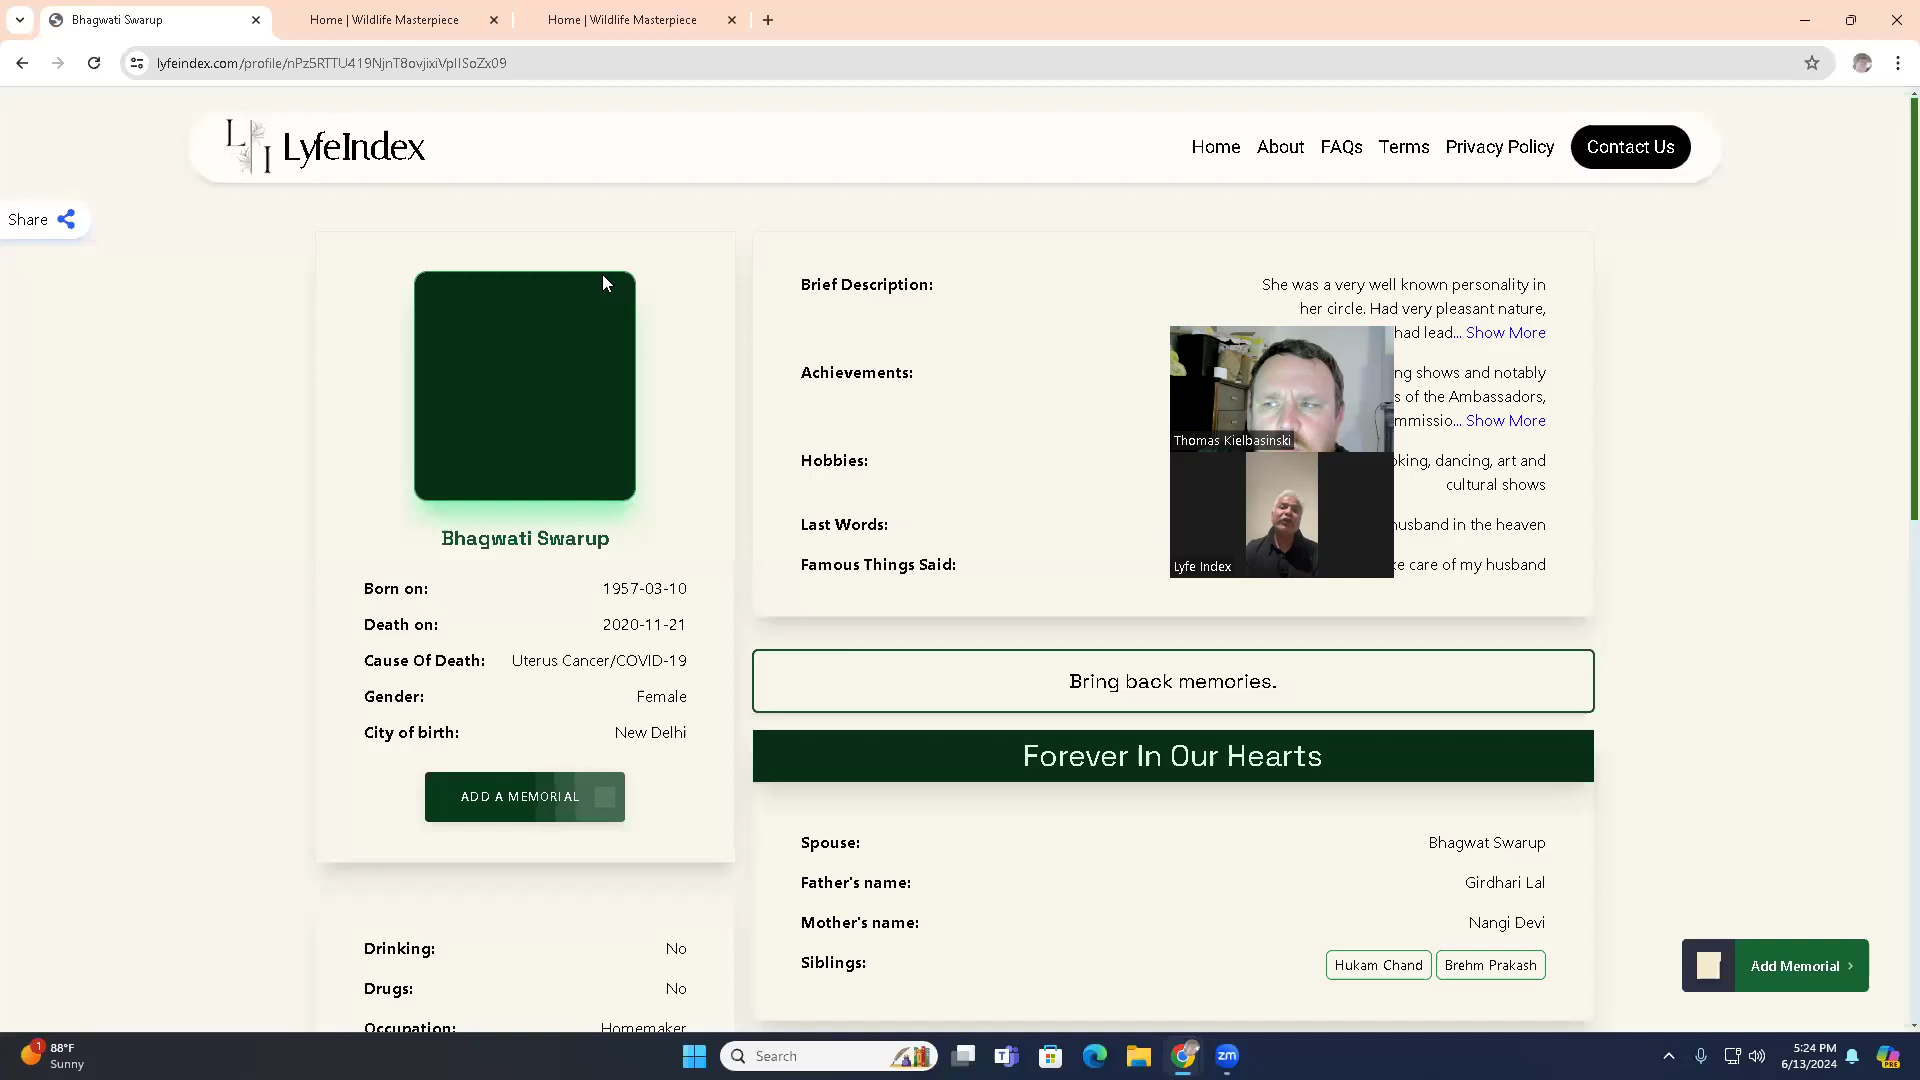 Bhagwati Swarup
Home | Wildlife Masterpiece
Home | Wildlife Masterpiece
lyfeindex.com/profile/nPz5RTTU419NjnT8ovjixiVpIISoZx09
L I LyfeIndex
Home About FAQs Terms Privacy Policy Contact Us
Share
Bhagwati Swarup
Born on: 1957-03-10
Death on: 2020-11-21
Cause Of Death: Uterus Cancer/COVID-19
Gender: Female
City of birth: New Delhi
ADD A MEMORIAL
Drinking: No
Drugs: No
Occupation: Homemaker
Brief Description: She was a very well known personality in
her circle. Had very pleasant nature,
had lead... Show More
Achievements: ng shows and notably
s of the Ambassadors,
mmissio... Show More
Hobbies: king, dancing, art and
cultural shows
Last Words: husband in the heaven
Famous Things Said: ke care of my husband
Thomas Kielbasinski
Lyfe Index
Bring back memories.
Forever In Our Hearts
Spouse: Bhagwat Swarup
Father's name: Girdhari Lal
Mother's name: Nangi Devi
Siblings: Hukam Chand Brehm Prakash
Add Memorial
1
88°F
Sunny
Search
zm
5:24 PM
6/13/2024
PRE